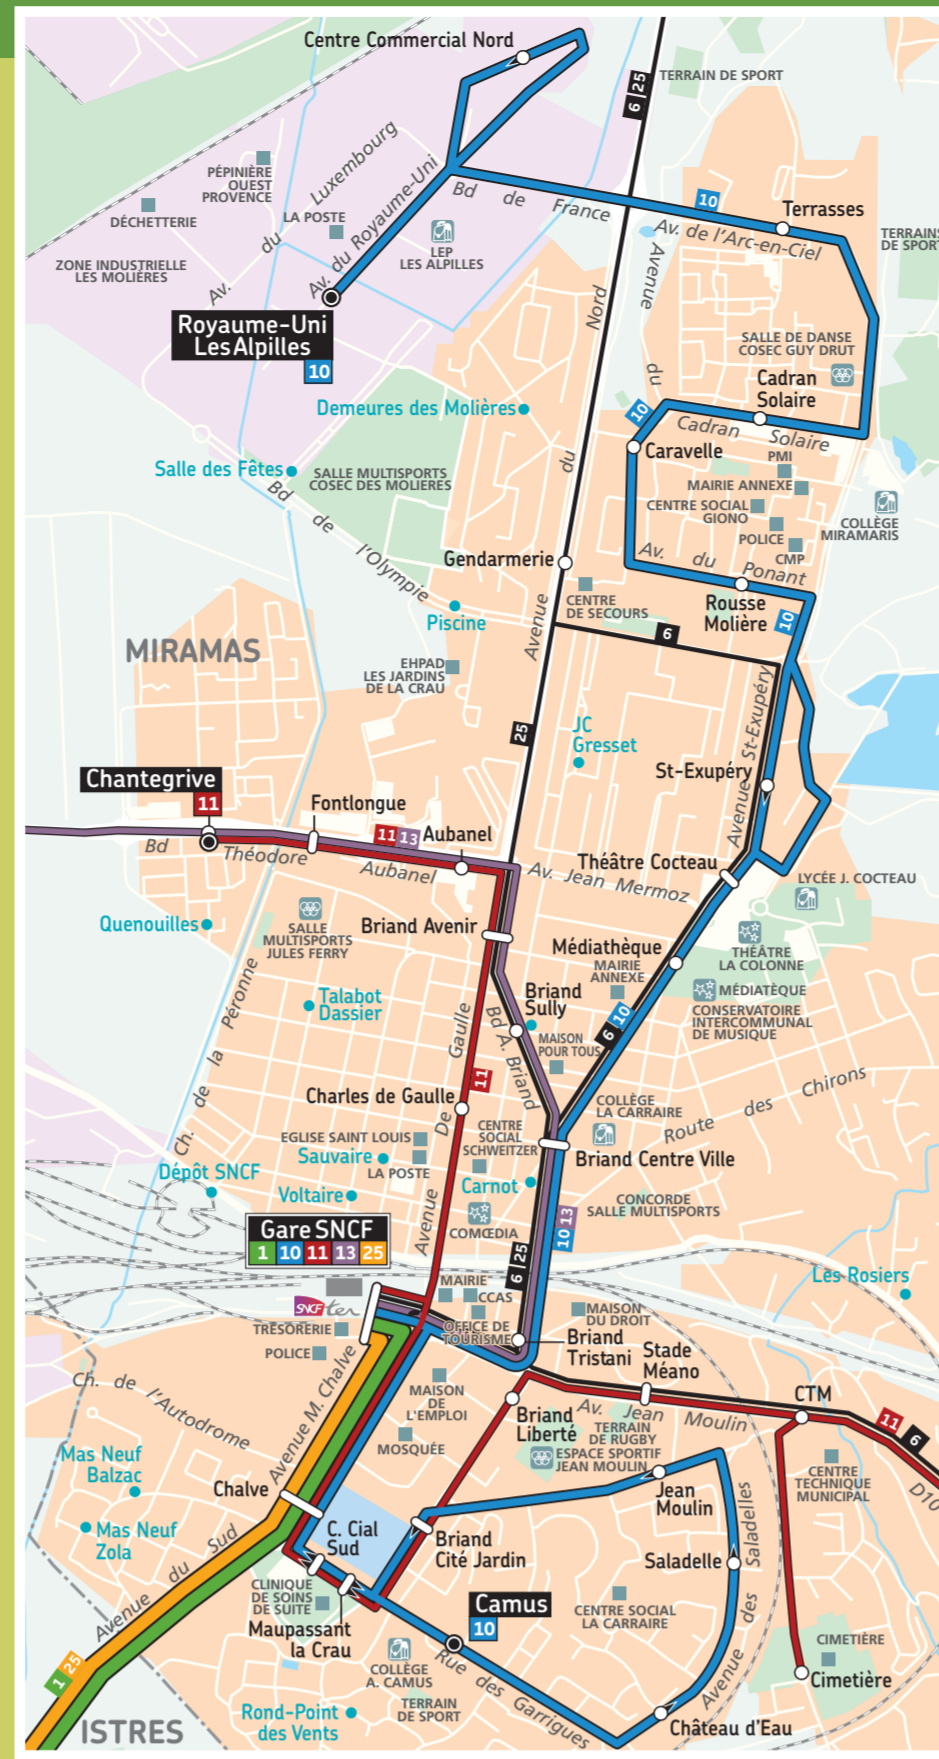 Centre Commercial Nord
6 25
TERRAIN DE SPORT
PÉPINIÈRE
OUEST
PROVENCE
DÉCHETTERIE
Av. du Luxembourg
LA POSTE
Av. du Royaume-Uni
Bd de France
10
Terrasses
Av. de l'Arc-en-Ciel
TERRAINS
DE SPORT
LEP
LES ALPILLES
ZONE INDUSTRIELLE
LES MOLIÈRES
Royaume-Uni
Les Alpilles
10
Avenue du
SALLE DE DANSE
COSEC GUY DRUT
Cadran
Solaire
Demeures des Molières
10
Cadran Solaire
Caravelle
PMI
MAIRIE ANNEXE
CENTRE SOCIAL
GIONO
POLICE
CMP
COLLÈGE
MIRAMARIS
Salle des Fêtes
SALLE MULTISPORTS
COSEC DES MOLIERES
Bd de l'Olympie
Gendarmerie
Avenue du Nord
Av. du Ponant
CENTRE
DE SECOURS
Rousse
Molière
10
Piscine
6
MIRAMAS
EHPAD
LES JARDINS
DE LA CRAU
25
JC
Gresset
Avenue St-Exupéry
St-Exupéry
Chantegrive
11
Fontlongue
11 13
Aubanel
Bd Théodore Aubanel
Av. Jean Mermoz
Théâtre Cocteau
LYCÉE J. COCTEAU
Quenouilles
SALLE
MULTISPORTS
JULES FERRY
Briand Avenir
Médiathèque
MAIRIE
ANNEXE
THÉÂTRE
LA COLONNE
MÉDIATÈQUE
CONSERVATOIRE
INTERCOMMUNAL
DE MUSIQUE
Talabot
Dassier
Briand
Sully
6 10
MAISON
POUR TOUS
Bd A. Briand
Ch. de la Péronne
Avenue De Gaulle
11
Charles de Gaulle
COLLÈGE
LA CARRAIRE
Route des Chirons
CENTRE
SOCIAL
SCHWEITZER
EGLISE SAINT LOUIS
Sauvaire
LA POSTE
Briand Centre Ville
Dépôt SNCF
Voltaire
Carnot
CONCORDE
SALLE MULTISPORTS
COMŒDIA
10 13
6 25
Gare SNCF
1 10 11 13 25
Les Rosiers
SNCF ter
MAIRIE
CCAS
OFFICE DE
TOURISME
TRÉSORERIE
POLICE
MAISON
DU DROIT
Briand
Tristani
Stade
Méano
Avenue M. Chalve
Ch. de l'Autodrome
MAISON
DE
L'EMPLOI
MOSQUÉE
Briand
Liberté
Av. Jean Moulin
CTM
11 6
D10
TERRAIN
DE RUGBY
ESPACE SPORTIF
JEAN MOULIN
CENTRE
TECHNIQUE
MUNICIPAL
Mas Neuf
Balzac
Mas Neuf
Zola
Chalve
Jean
Moulin
C. Cial
Sud
Briand
Cité Jardin
Saladelle
Avenue des Saladelles
Avenue du Sud
CLINIQUE
DE SOINS
DE SUITE
Maupassant
la Crau
Camus
10
CENTRE SOCIAL
LA CARRAIRE
CIMETIÈRE
Cimetière
COLLÈGE
A. CAMUS
Rue des Garrigues
TERRAIN
DE SPORT
1 25
Rond-Point
des Vents
Château d'Eau
ISTRES